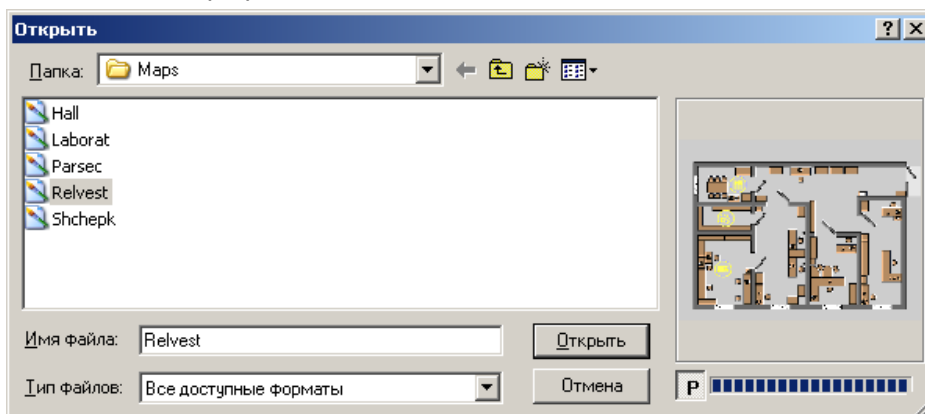 Открыть
Папка: Maps
Hall
Laborat
Parsec
Relvest
Shchepk
Имя файла: Relvest Открыть
Тип файлов: Все доступные форматы Отмена P